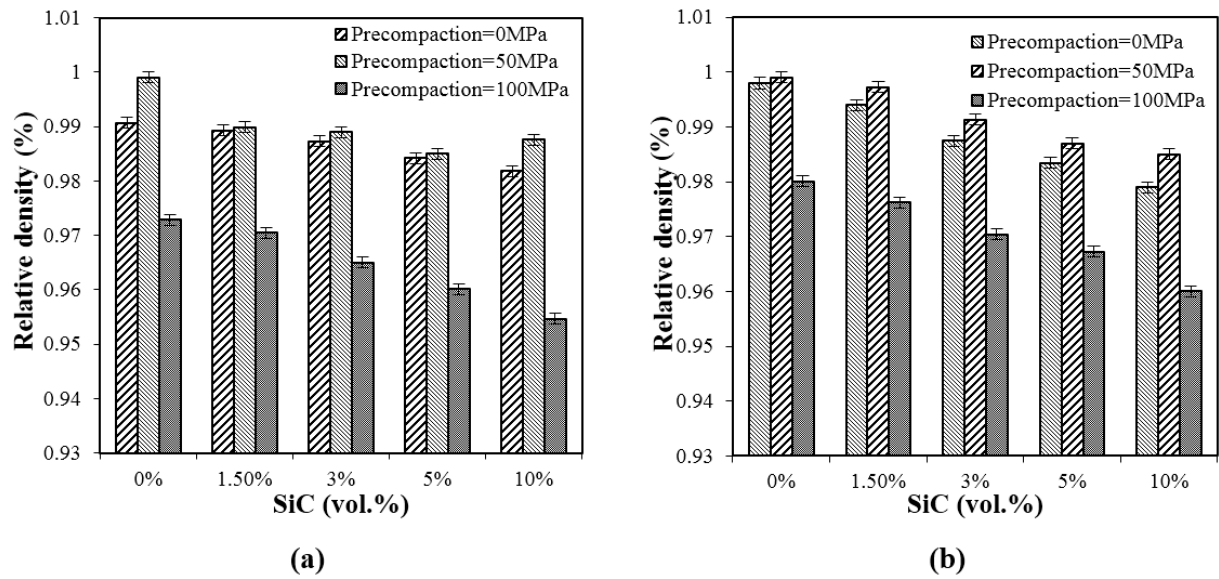 1.01
1
0.99
0.98
0.97
0.96
0.95
0.94
0.93
Relative density (%)
Precompaction=0MPa
Precompaction=50MPa
Precompaction=100MPa
0% 1.50% 3% 5% 10%
SiC (vol.%)
(a)
1.01
1
0.99
0.98
0.97
0.96
0.95
0.94
0.93
Relative density (%)
Precompaction=0MPa
Precompaction=50MPa
Precompaction=100MPa
0% 1.50% 3% 5% 10%
SiC (vol.%)
(b)